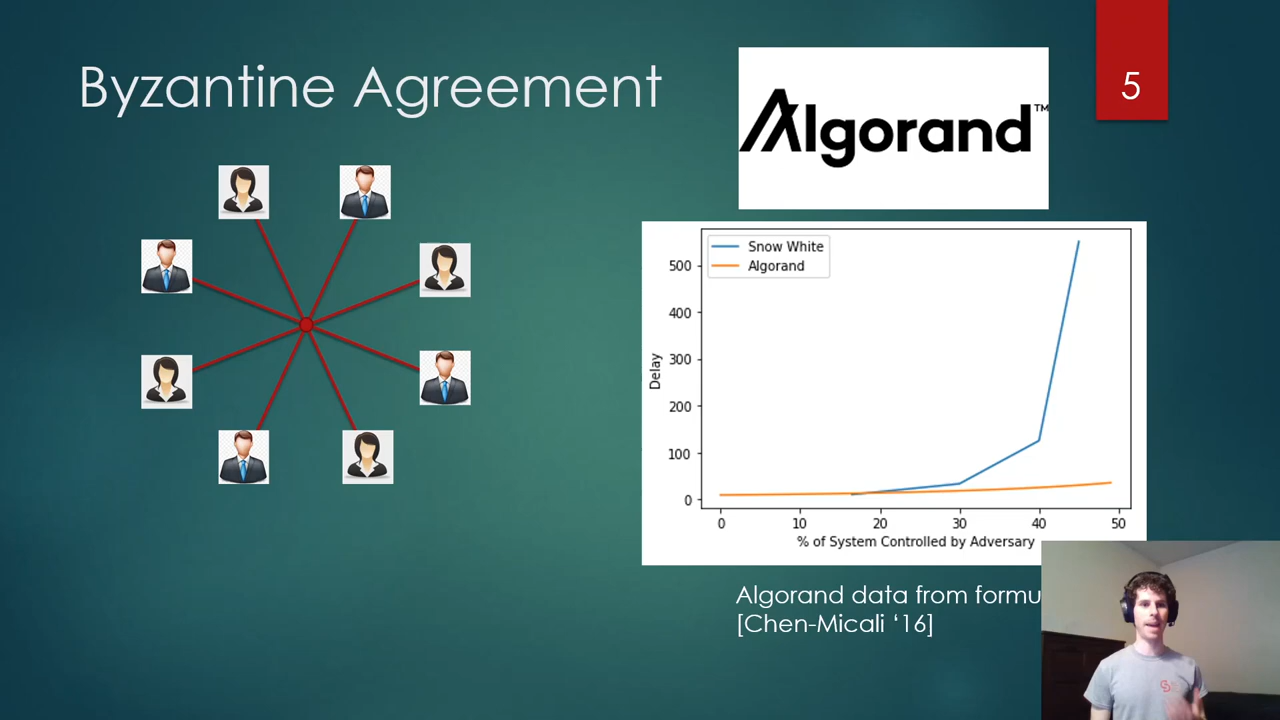 Byzantine Agreement
Algorand™
5
Snow White
Algorand
500
400
300
200
100
0
Delay
0 10 20 30 40 50
% of System Controlled by Adversary
Algorand data from formu
[Chen-Micali ‘16]